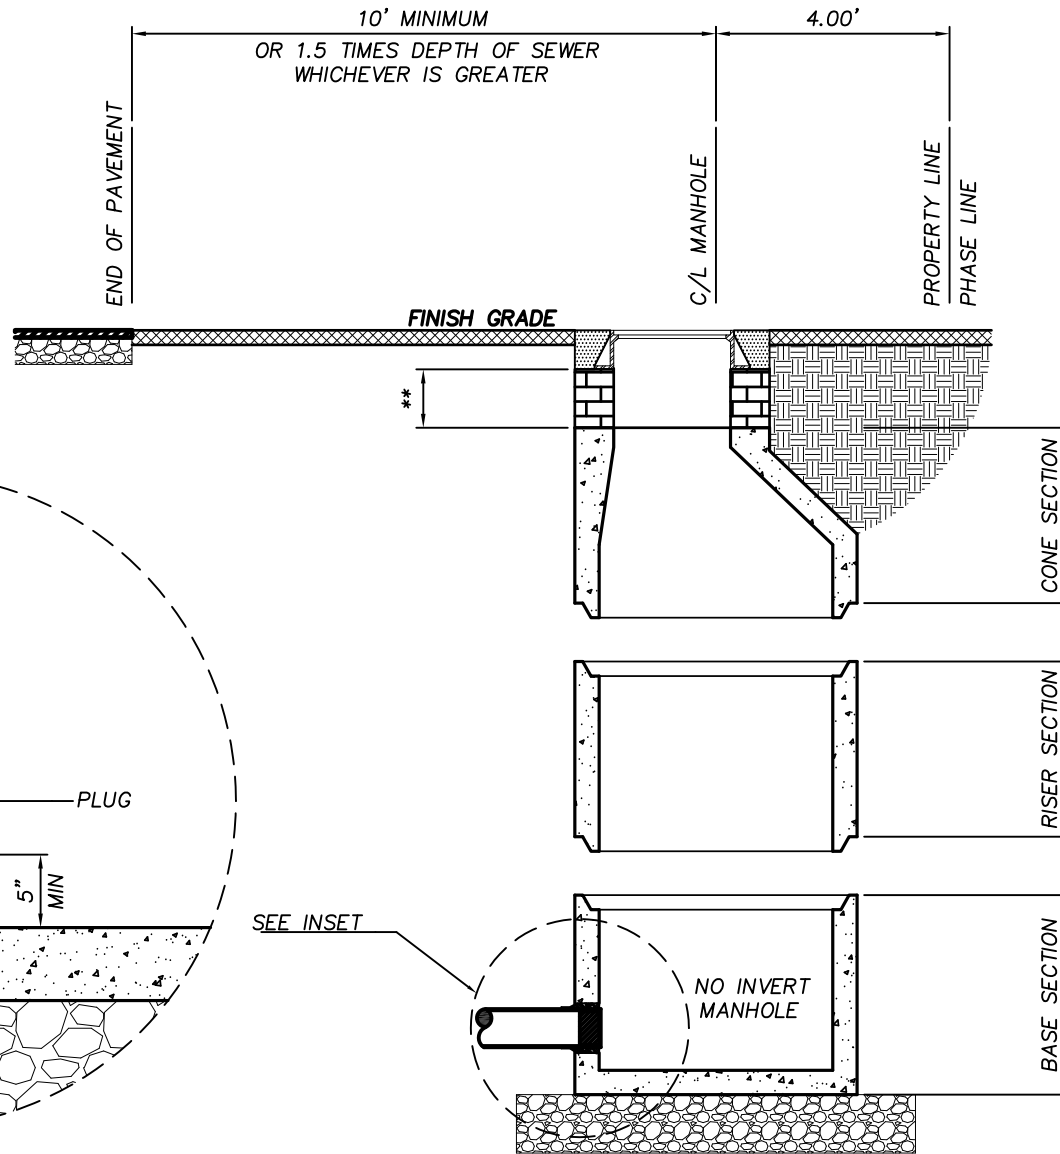 10' MINIMUM
4.00'
OR 1.5 TIMES DEPTH OF SEWER
WHICHEVER IS GREATER
END OF PAVEMENT
C/L MANHOLE
PROPERTY LINE
PHASE LINE
FINISH GRADE
**
CONE SECTION
RISER SECTION
PLUG
5"
MIN
SEE INSET
NO INVERT
MANHOLE
BASE SECTION